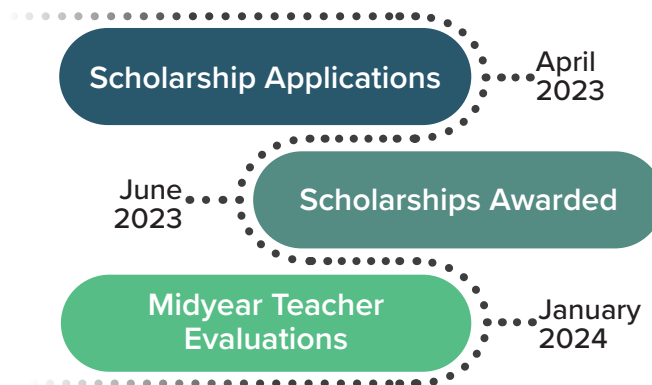 Scholarship Applications
April
2023
June
2023
Scholarships Awarded
Midyear Teacher
Evaluations
January
2024